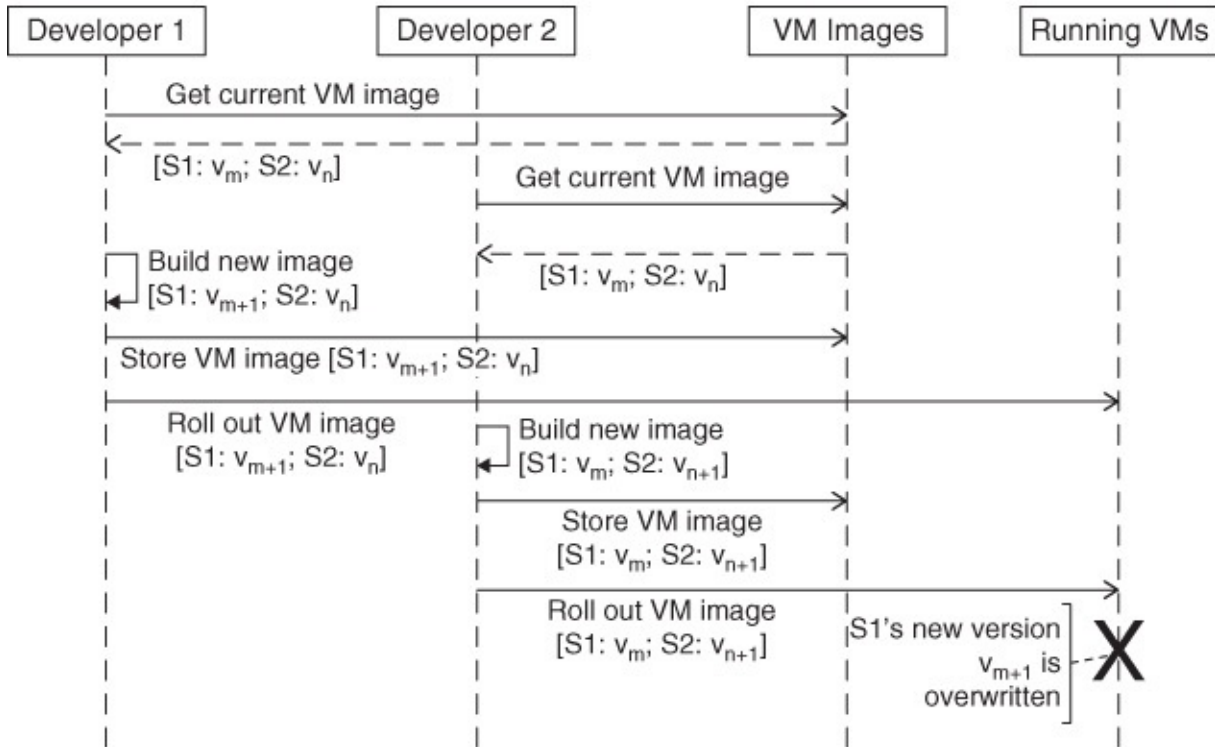 Developer 1
Developer 2
VM Images
Running VMs
Get current VM image
[S1: vₘ; S2: vₙ]
Get current VM image
[S1: vₘ; S2: vₙ]
Build new image
[S1: vₘ₊₁; S2: vₙ]
Store VM image [S1: vₘ₊₁; S2: vₙ]
Roll out VM image
[S1: vₘ₊₁; S2: vₙ]
Build new image
[S1: vₘ; S2: vₙ₊₁]
Store VM image
[S1: vₘ; S2: vₙ₊₁]
Roll out VM image
[S1: vₘ; S2: vₙ₊₁]
S1's new version
vₘ₊₁ is
overwritten
X